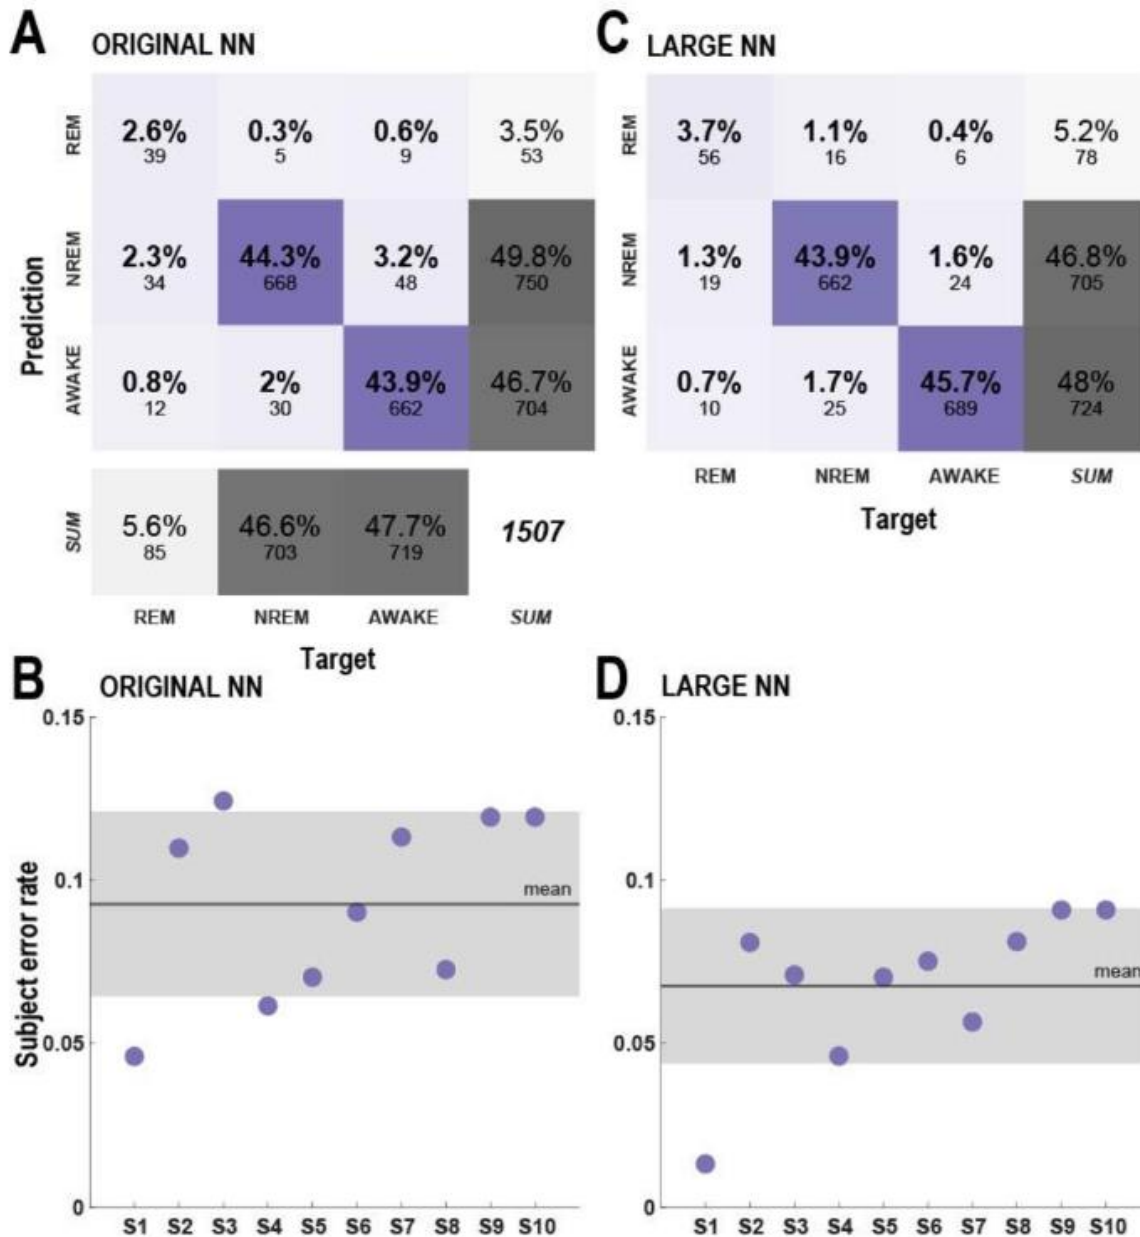 A ORIGINAL NN
REM 2.6% 0.3% 0.6% 3.5%
39 5 9 53
NREM 2.3% 44.3% 3.2% 49.8%
34 668 48 750
AWAKE 0.8% 2% 43.9% 46.7%
12 30 662 704
Prediction
SUM 5.6% 46.6% 47.7% 1507
85 703 719
REM NREM AWAKE SUM
Target
C LARGE NN
REM 3.7% 1.1% 0.4% 5.2%
56 16 6 78
NREM 1.3% 43.9% 1.6% 46.8%
19 662 24 705
AWAKE 0.7% 1.7% 45.7% 48%
10 25 689 724
REM NREM AWAKE SUM
Target
B ORIGINAL NN
Subject error rate
0.15
0.1
0.05
0
mean
S1 S2 S3 S4 S5 S6 S7 S8 S9 S10
D LARGE NN
0.15
0.1
0.05
0
mean
S1 S2 S3 S4 S5 S6 S7 S8 S9 S10